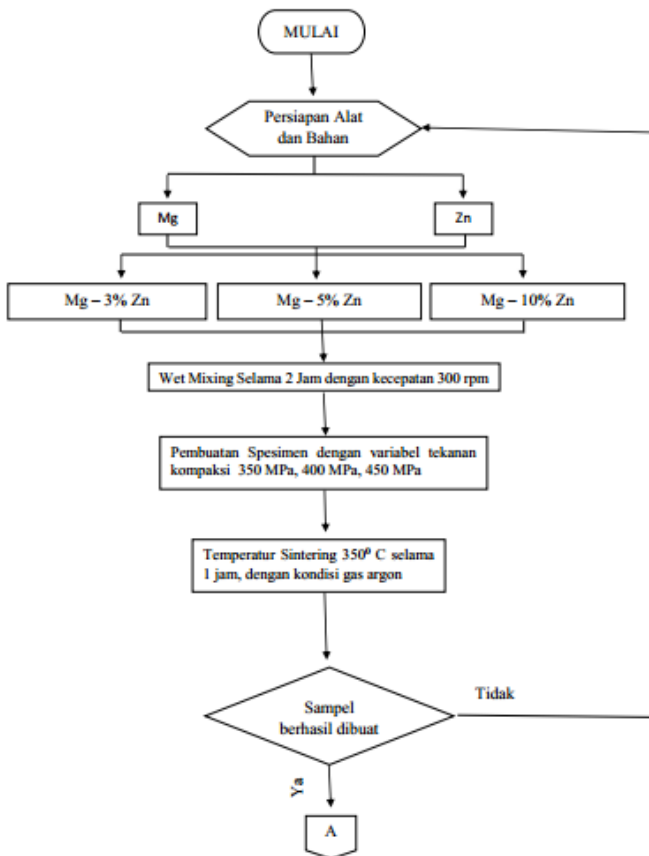 MULAI
Persiapan Alat
dan Bahan
Mg
Zn
Mg – 3% Zn
Mg – 5% Zn
Mg – 10% Zn
Wet Mixing Selama 2 Jam dengan kecepatan 300 rpm
Pembuatan Spesimen dengan variabel tekanan
kompaksi 350 MPa, 400 MPa, 450 MPa
Temperatur Sintering 350⁰ C selama
1 jam, dengan kondisi gas argon
Sampel
berhasil dibuat
Tidak
Ya
A